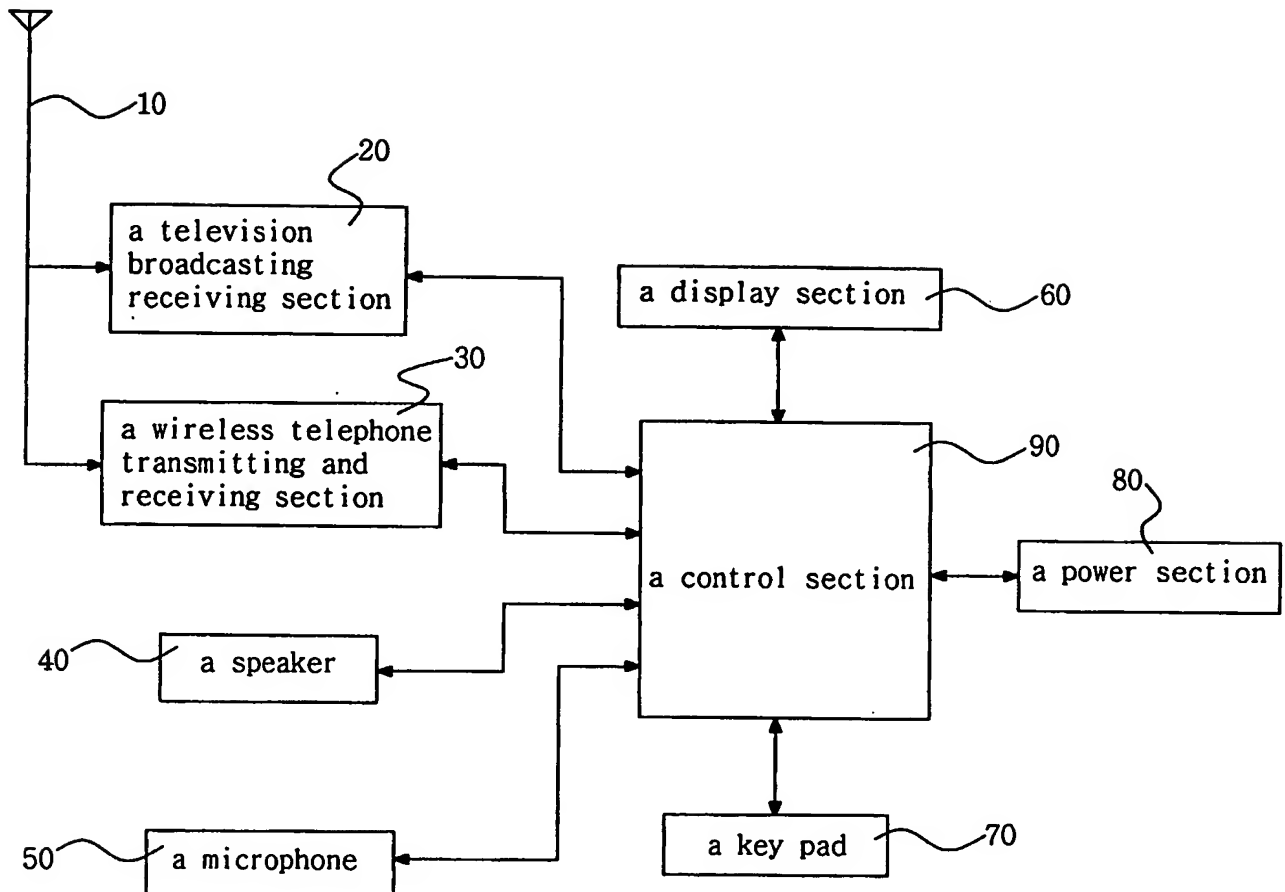 10
20
a television
broadcasting
receiving section
a display section
60
30
a wireless telephone
transmitting and
receiving section
90
80
a control section
a power section
40
a speaker
50
a microphone
a key pad
70